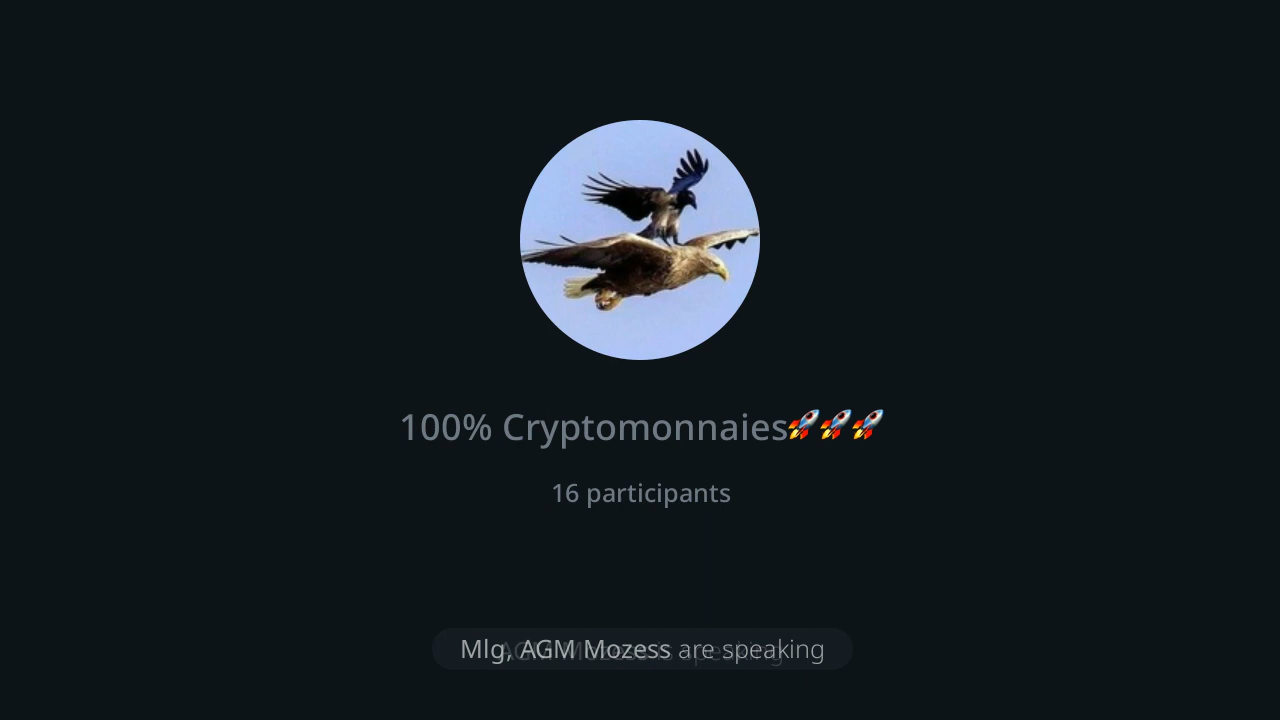 100% Cryptomonnaies🚀🚀🚀
16 participants
Mlg, AGM Mozess are speaking